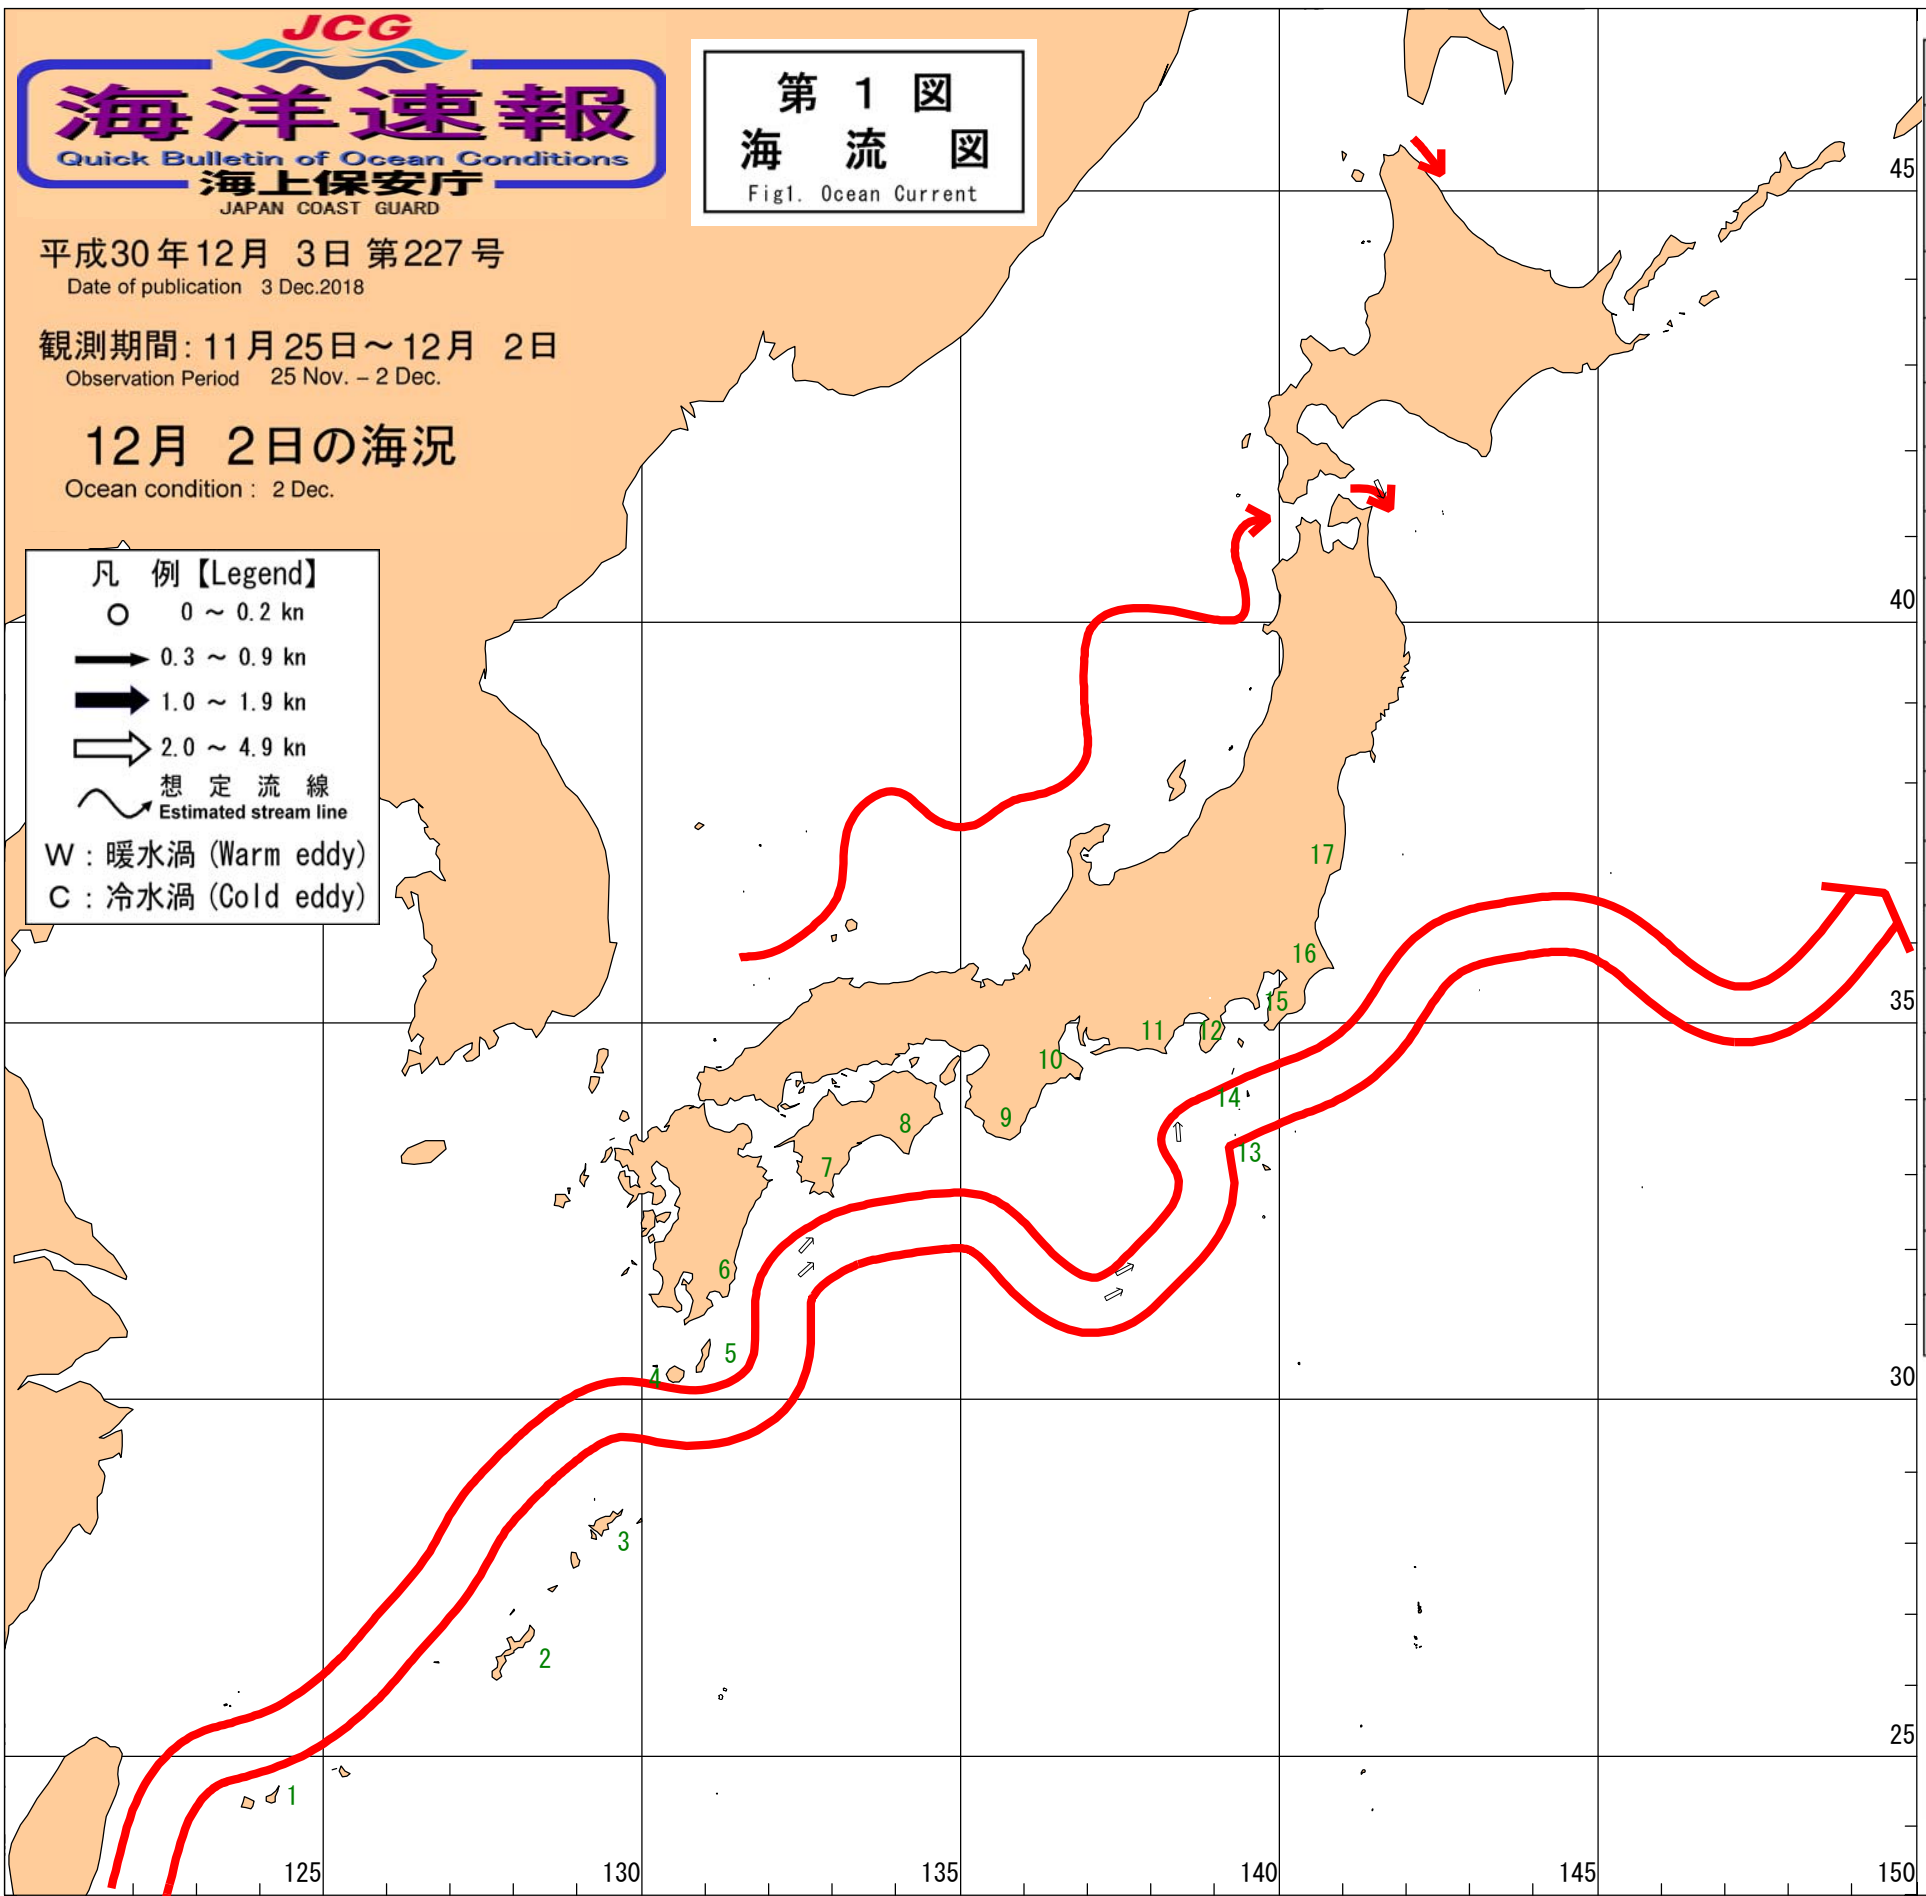 JCG
海洋速報
Quick Bulletin of Ocean Conditions
海上保安庁
JAPAN COAST GUARD
第 1 図
海 流 図
Fig1. Ocean Current
平成30年12月 3日 第227号
Date of publication 3 Dec.2018
観測期間: 11月25日～12月 2日
Observation Period 25 Nov. – 2 Dec.
12月 2日の海況
Ocean condition : 2 Dec.
凡 例【Legend】
0 ～ 0.2 kn
0.3 ～ 0.9 kn
1.0 ～ 1.9 kn
2.0 ～ 4.9 kn
想 定 流 線
Estimated stream line
W : 暖水渦 (Warm eddy)
C : 冷水渦 (Cold eddy)
45
40
35
30
25
17
16
15
11
12
10
14
9
8
13
7
6
5
4
3
2
1
125
130
135
140
145
150